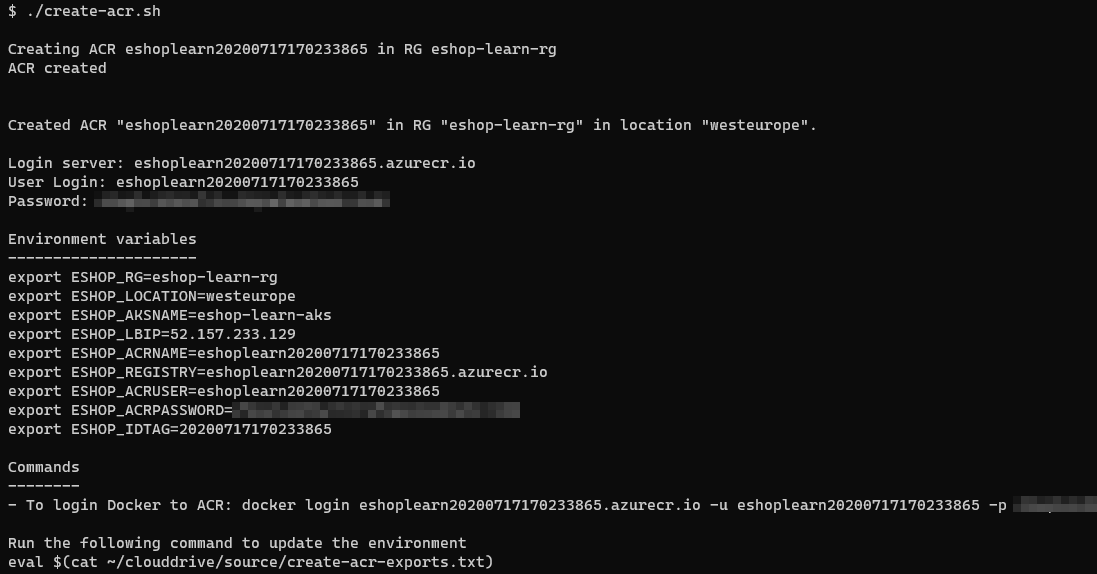 $ ./create-acr.sh
Creating ACR eshoplearn20200717170233865 in RG eshop-learn-rg
ACR created
Created ACR "eshoplearn20200717170233865" in RG "eshop-learn-rg" in location "westeurope".
Login server: eshoplearn20200717170233865.azurecr.io
User Login: eshoplearn20200717170233865
Password:
Environment variables
---------------------
export ESHOP_RG=eshop-learn-rg
export ESHOP_LOCATION=westeurope
export ESHOP_AKSNAME=eshop-learn-aks
export ESHOP_LBIP=52.157.233.129
export ESHOP_ACRNAME=eshoplearn20200717170233865
export ESHOP_REGISTRY=eshoplearn20200717170233865.azurecr.io
export ESHOP_ACRUSER=eshoplearn20200717170233865
export ESHOP_ACRPASSWORD=
export ESHOP_IDTAG=20200717170233865
Commands
--------
- To login Docker to ACR: docker login eshoplearn20200717170233865.azurecr.io -u eshoplearn20200717170233865 -p
Run the following command to update the environment
eval $(cat ~/clouddrive/source/create-acr-exports.txt)